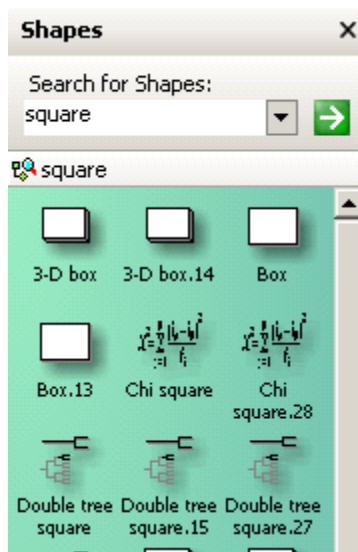 Shapes
Search for Shapes:
square
square
3-D box 3-D box.14 Box
Box.13 Chi square Chi
square.28
Double tree Double tree Double tree
square square.15 square.27